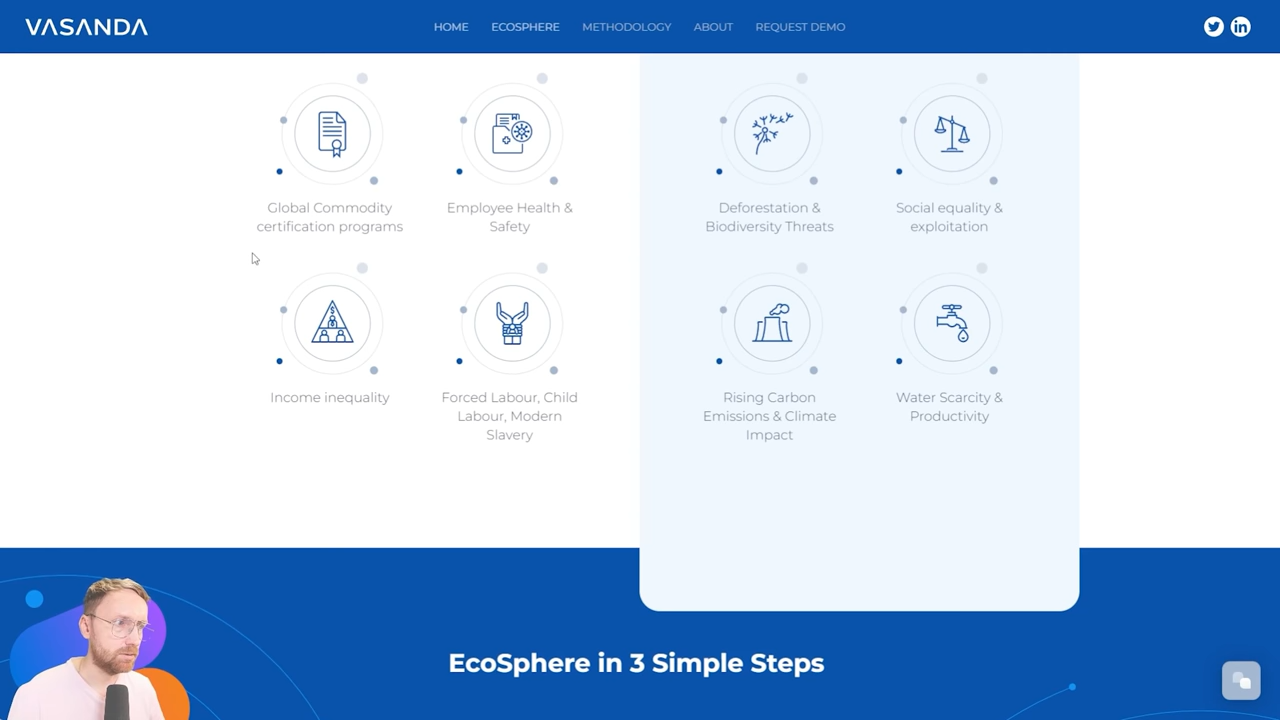 VASANDA
HOME ECOSPHERE METHODOLOGY ABOUT REQUEST DEMO
Global Commodity
certification programs
Employee Health &
Safety
Deforestation &
Biodiversity Threats
Social equality &
exploitation
Income inequality
Forced Labour, Child
Labour, Modern
Slavery
Rising Carbon
Emissions & Climate
Impact
Water Scarcity &
Productivity
EcoSphere in 3 Simple Steps